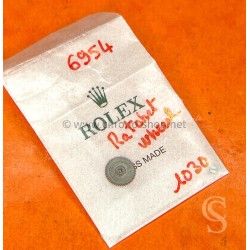 6954
ROLEX
Ratchet
wheel
SS MADE
1030
S